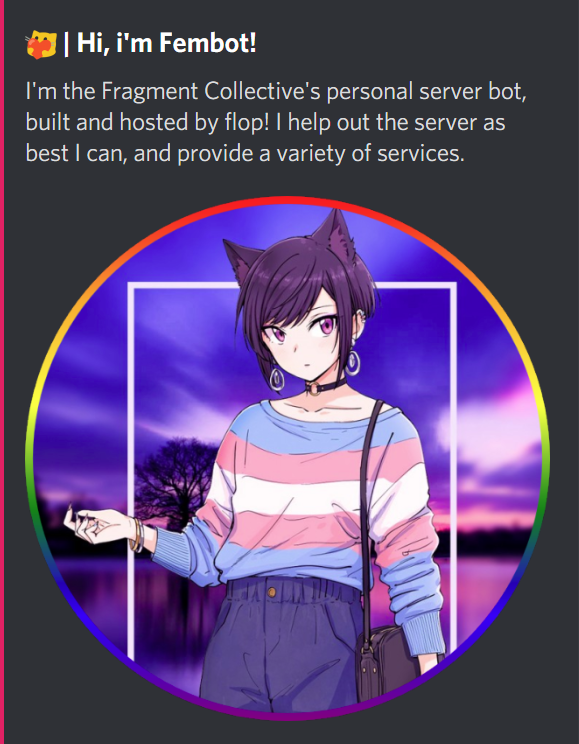 | Hi, i'm Fembot!
I'm the Fragment Collective's personal server bot,
built and hosted by flop! I help out the server as
best I can, and provide a variety of services.